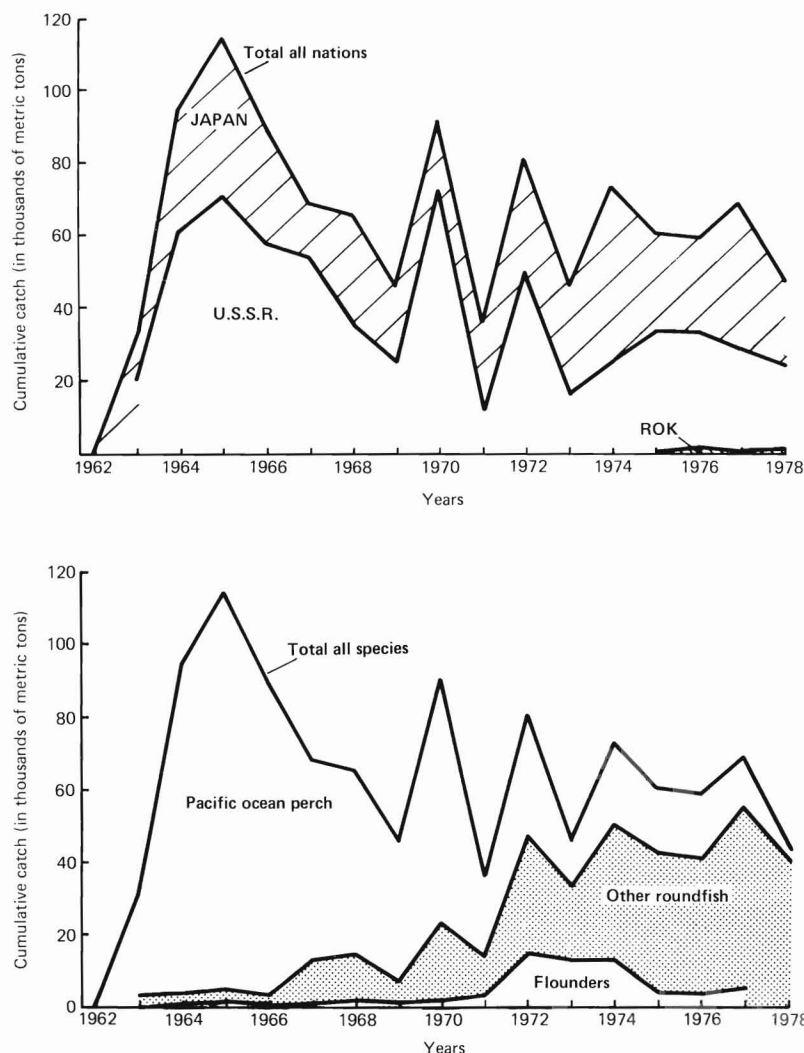 Cumulative catch (in thousands of metric tons)
120
100
80
60
40
20
Total all nations
JAPAN
U.S.S.R.
ROK
1962 1964 1966 1968 1970 1972 1974 1976 1978
Years
Cumulative catch (in thousands of metric tons)
120
100
80
60
40
20
0
Total all species
Pacific ocean perch
Other roundfish
Flounders
1962 1964 1966 1968 1970 1972 1974 1976 1978
Years